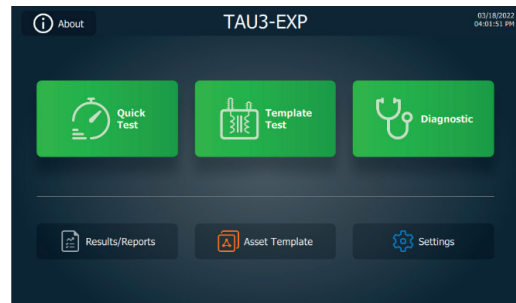 About
TAU3-EXP
03/18/2022
04:01:51 PM
Quick
Test
Template
Test
Diagnostic
Results/Reports
Asset Template
Settings